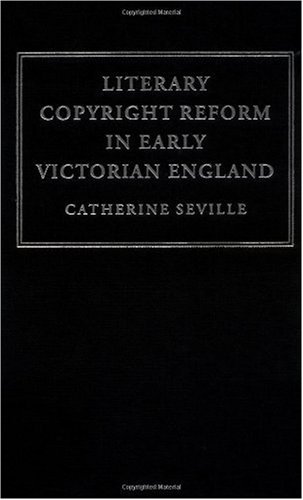 LITERARY
COPYRIGHT REFORM
IN EARLY
VICTORIAN ENGLAND
CATHERINE SEVILLE